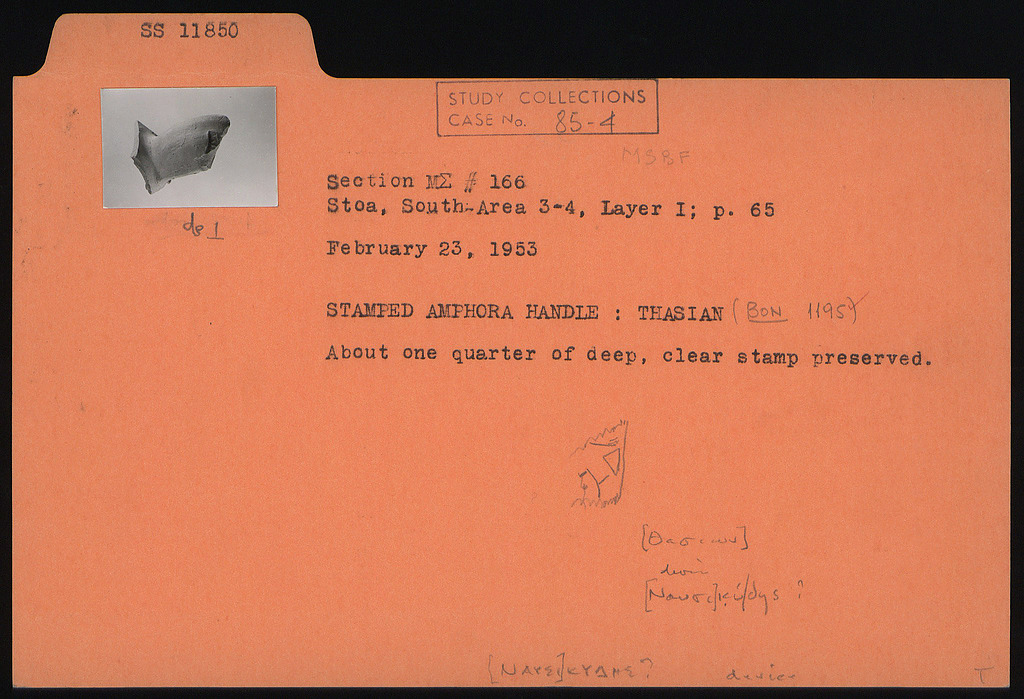 SS 11850
STUDY COLLECTIONS
CASE No. 85-4
MSBF
Section ΜΣ # 166
Stoa, South-Area 3-4, Layer I; p. 65
February 23, 1953
STAMPED AMPHORA HANDLE : THASIAN (BON 1195)
About one quarter of deep, clear stamp preserved.
[Θασιων]
[Ναυσι]κύδης ?
[ΝΑΥΣΙ]ΚΥΔΗΣ? device T